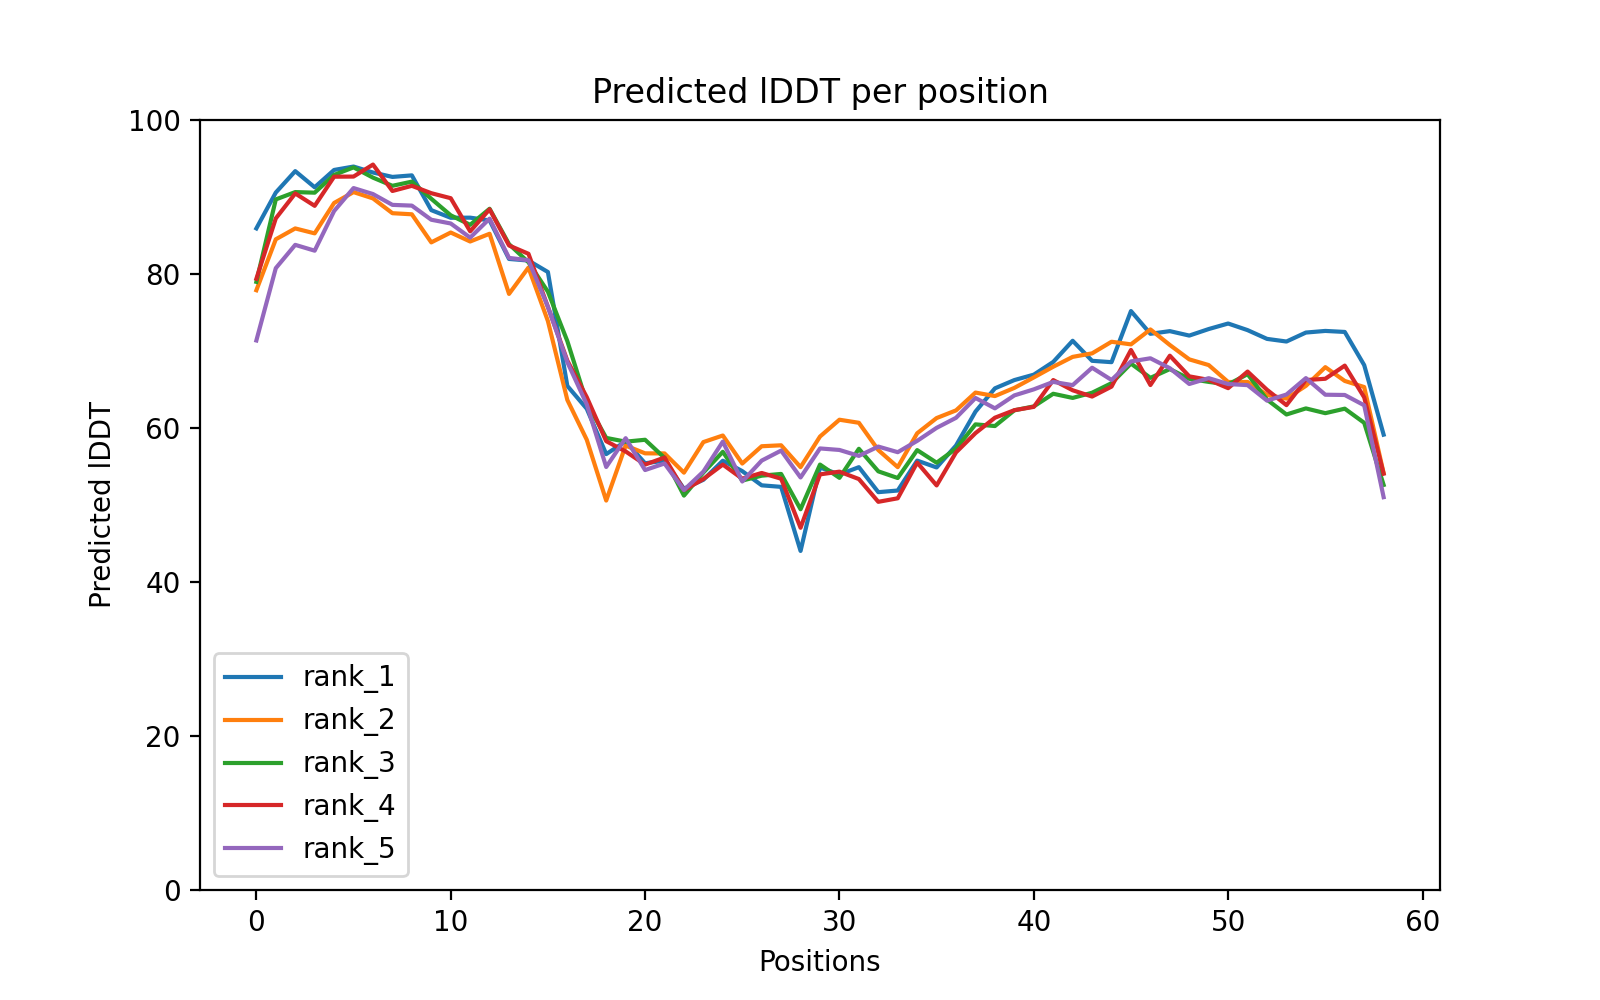 Predicted lDDT per position
100
80
60
40
20
0
Predicted lDDT
rank_1
rank_2
rank_3
rank_4
rank_5
0 10 20 30 40 50 60
Positions